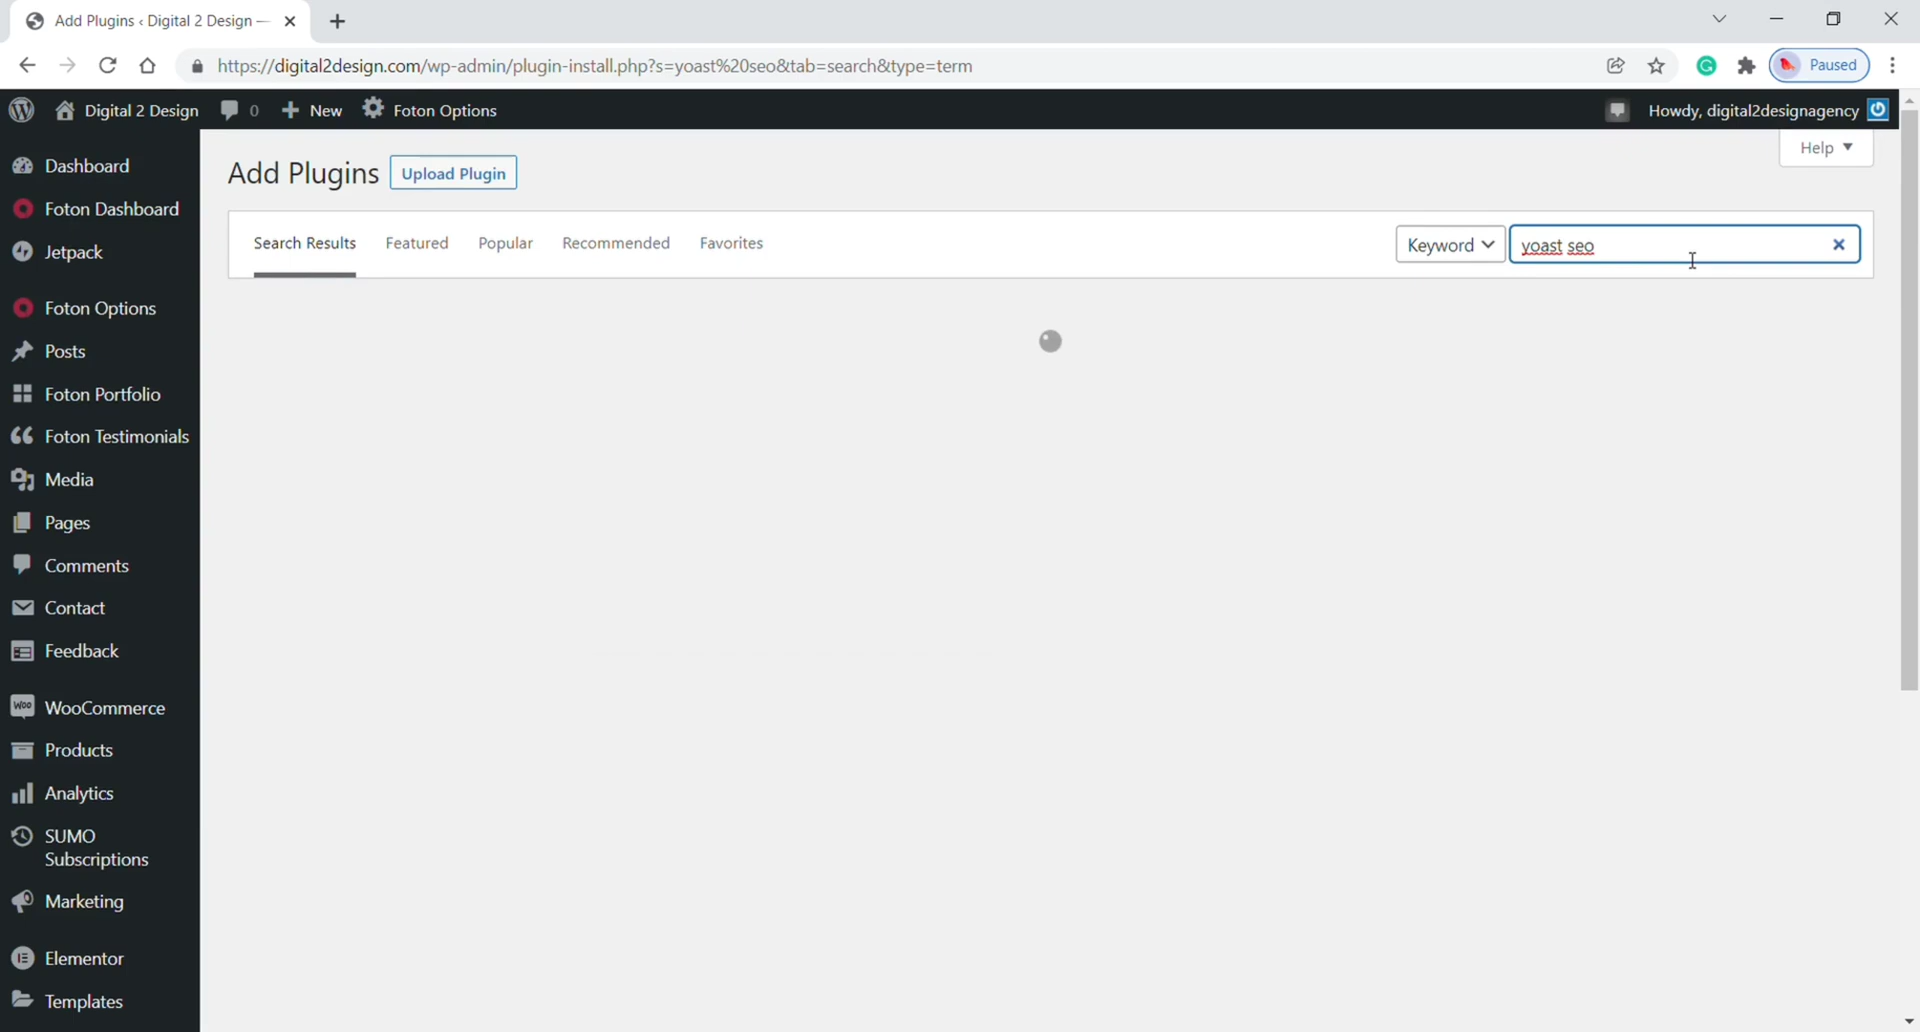 Add Plugins ‹ Digital 2 Design —
https://digital2design.com/wp-admin/plugin-install.php?s=yoast%20seo&tab=search&type=term
Paused
Digital 2 Design
0
New
Foton Options
Howdy, digital2designagency
Help
Add Plugins
Upload Plugin
Search Results
Featured
Popular
Recommended
Favorites
Keyword
yoast seo
Dashboard
Foton Dashboard
Jetpack
Foton Options
Posts
Foton Portfolio
Foton Testimonials
Media
Pages
Comments
Contact
Feedback
Woo
WooCommerce
Products
Analytics
SUMO
Subscriptions
Marketing
Elementor
Templates